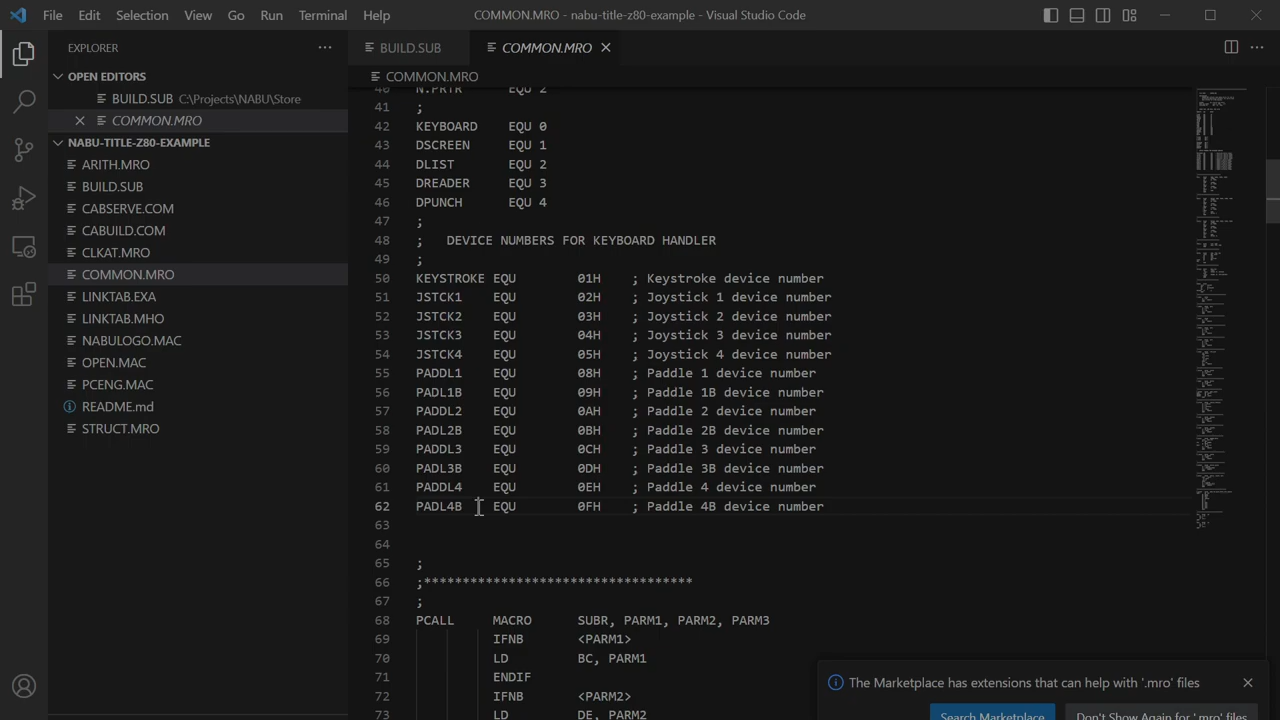 File Edit Selection View Go Run Terminal Help COMMON.MRO - nabu-title-z80-example - Visual Studio Code
EXPLORER
OPEN EDITORS
BUILD.SUB C:\Projects\NABU\Store
COMMON.MRO
NABU-TITLE-Z80-EXAMPLE
ARITH.MRO
BUILD.SUB
CABSERVE.COM
CABUILD.COM
CLKAT.MRO
COMMON.MRO
LINKTAB.EXA
LINKTAB.MHO
NABULOGO.MAC
OPEN.MAC
PCENG.MAC
README.md
STRUCT.MRO
BUILD.SUB COMMON.MRO
COMMON.MRO
40 N.PRTR EQU 2
41 ;
42 KEYBOARD EQU 0
43 DSCREEN EQU 1
44 DLIST EQU 2
45 DREADER EQU 3
46 DPUNCH EQU 4
47 ;
48 ; DEVICE NUMBERS FOR KEYBOARD HANDLER
49 ;
50 KEYSTROKE EQU 01H ; Keystroke device number
51 JSTCK1 EQU 02H ; Joystick 1 device number
52 JSTCK2 EQU 03H ; Joystick 2 device number
53 JSTCK3 EQU 04H ; Joystick 3 device number
54 JSTCK4 EQU 05H ; Joystick 4 device number
55 PADDL1 EQU 08H ; Paddle 1 device number
56 PADL1B EQU 09H ; Paddle 1B device number
57 PADDL2 EQU 0AH ; Paddle 2 device number
58 PADL2B EQU 0BH ; Paddle 2B device number
59 PADDL3 EQU 0CH ; Paddle 3 device number
60 PADL3B EQU 0DH ; Paddle 3B device number
61 PADDL4 EQU 0EH ; Paddle 4 device number
62 PADL4B EQU 0FH ; Paddle 4B device number
63
64
65 ;
66 ;***********************************
67 ;
68 PCALL MACRO SUBR, PARM1, PARM2, PARM3
69 IFNB <PARM1>
70 LD BC, PARM1
71 ENDIF
72 IFNB <PARM2>
73 LD DE, PARM2
The Marketplace has extensions that can help with '.mro' files
Search Marketplace Don't Show Again for '.mro' files